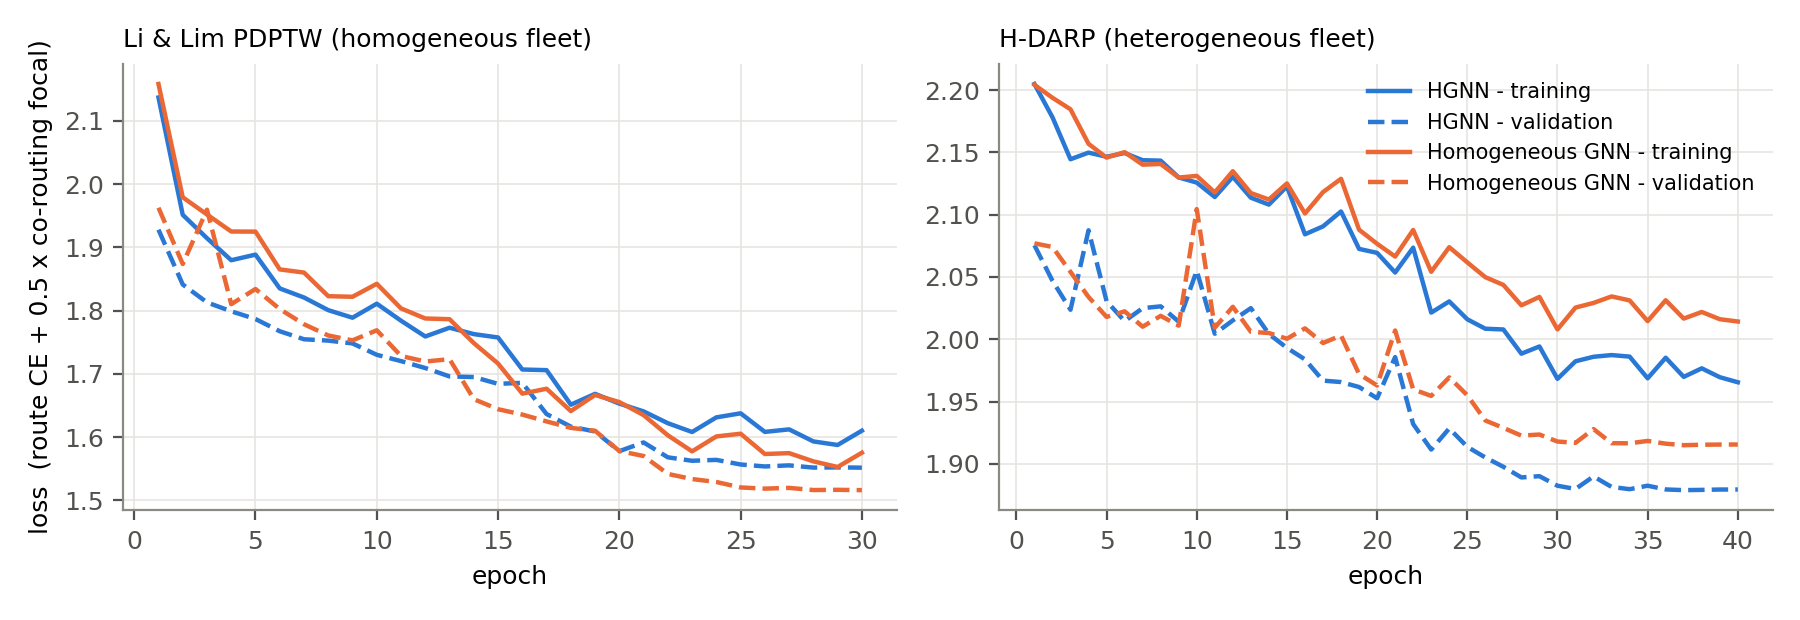 Li & Lim PDPTW (homogeneous fleet)
loss  (route CE + 0.5 x co-routing focal)
2.1
2.0
1.9
1.8
1.7
1.6
1.5
0 5 10 15 20 25 30
epoch
H-DARP (heterogeneous fleet)
2.20
2.15
2.10
2.05
2.00
1.95
1.90
HGNN - training
HGNN - validation
Homogeneous GNN - training
Homogeneous GNN - validation
0 5 10 15 20 25 30 35 40
epoch